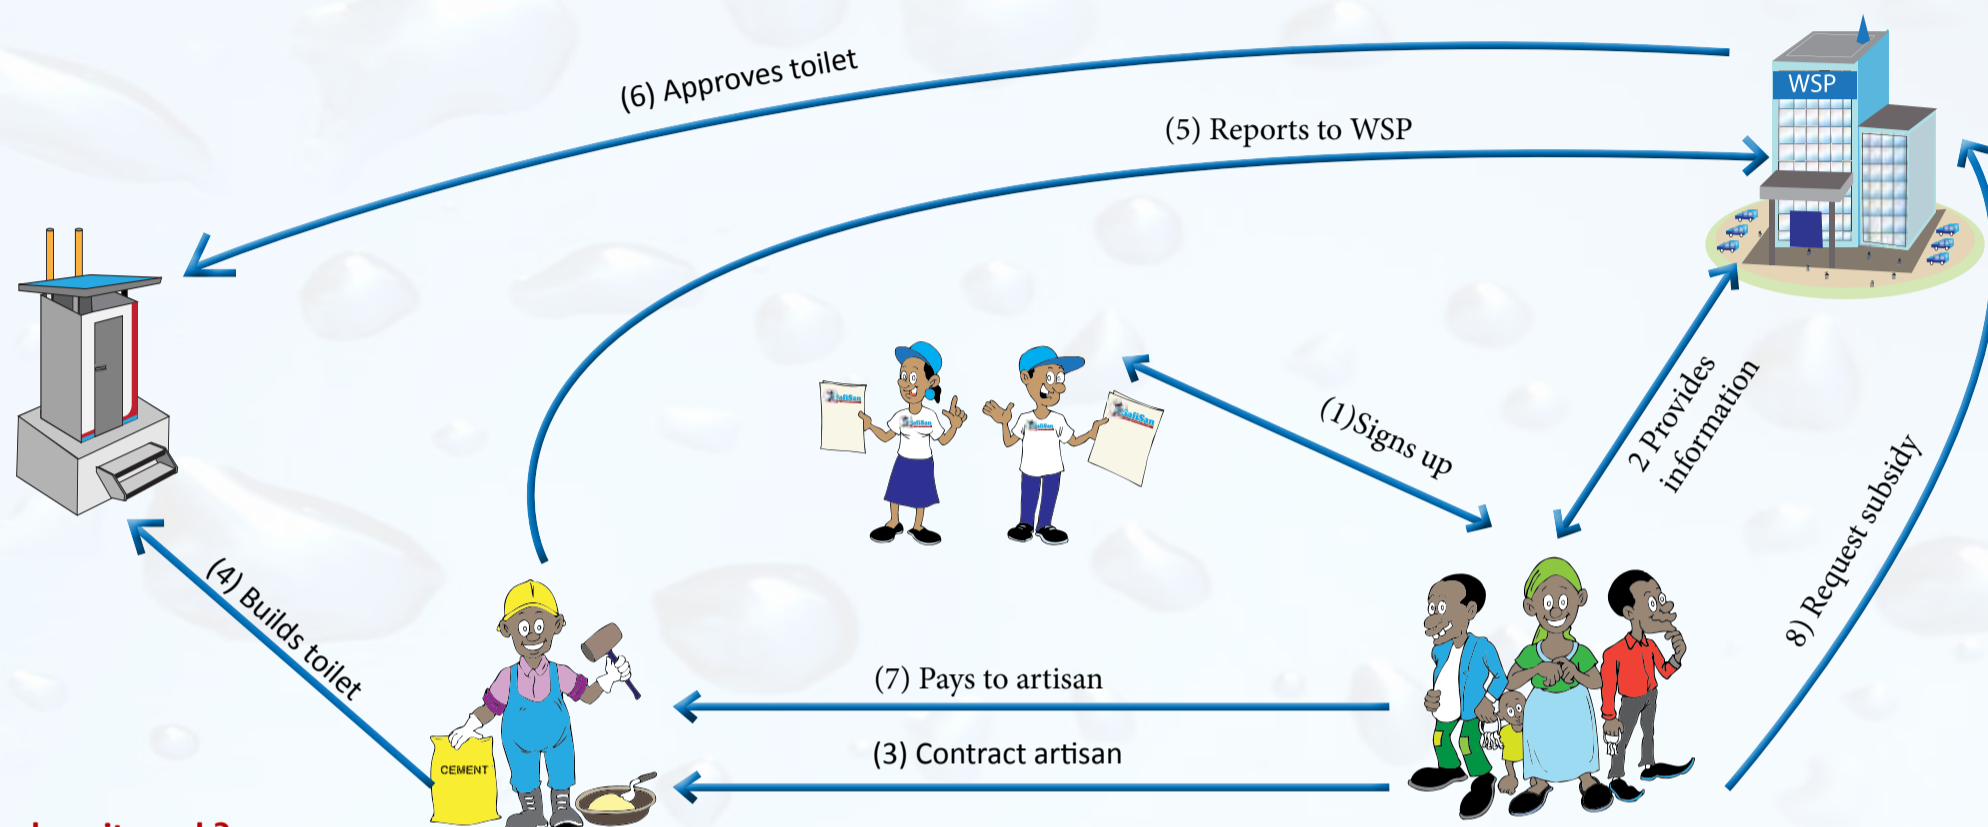 (6) Approves toilet
WSP
(5) Reports to WSP
(1)Signs up
2 Provides
information
8) Request subsidy
(4) Builds toilet
(7) Pays to artisan
(3) Contract artisan
CEMENT